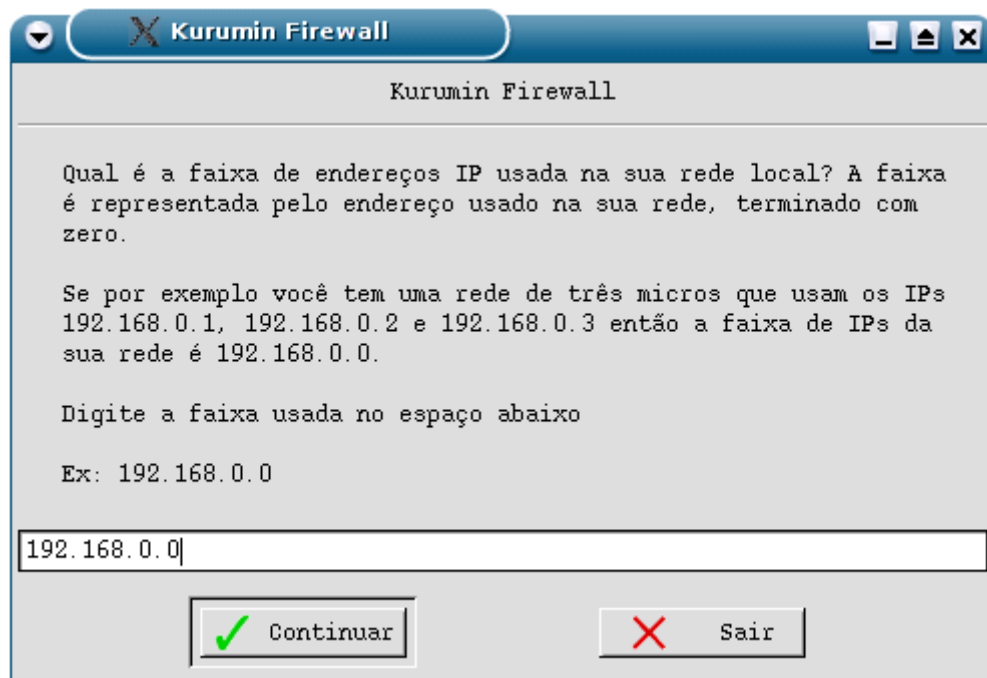 Kurumin Firewall
Kurumin Firewall
Qual é a faixa de endereços IP usada na sua rede local? A faixa
é representada pelo endereço usado na sua rede, terminado com
zero.
Se por exemplo você tem uma rede de três micros que usam os IPs
192.168.0.1, 192.168.0.2 e 192.168.0.3 então a faixa de IPs da
sua rede é 192.168.0.0.
Digite a faixa usada no espaço abaixo
Ex: 192.168.0.0
192.168.0.0
Continuar Sair